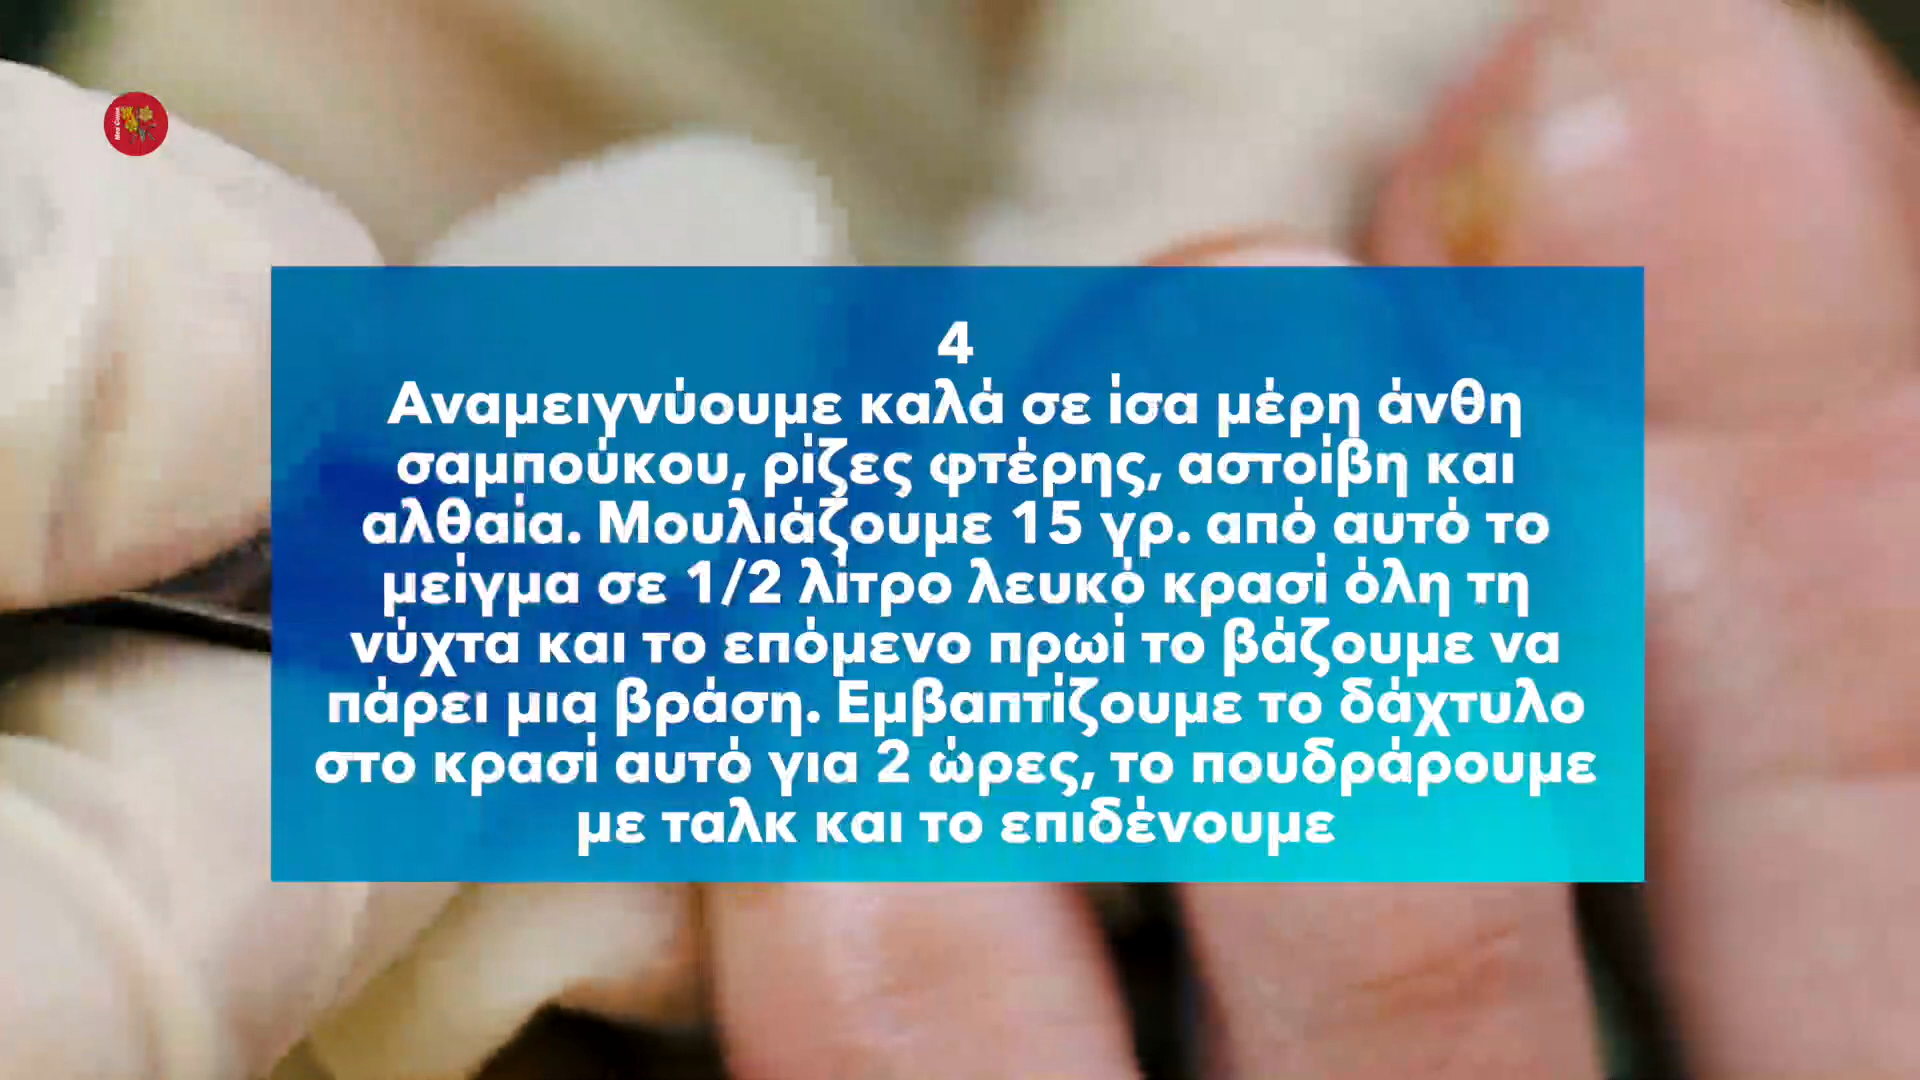 4
Αναμειγνύουμε καλά σε ίσα μέρη άνθη
σαμπούκου, ρίζες φτέρης, αστοίβη και
αλθαία. Μουλιάζουμε 15 γρ. από αυτό το
μείγμα σε 1/2 λίτρο λευκό κρασί όλη τη
νύχτα και το επόμενο πρωί το βάζουμε να
πάρει μια βράση. Εμβαπτίζουμε το δάχτυλο
στο κρασί αυτό για 2 ώρες, το πουδράρουμε
με ταλκ και το επιδένουμε